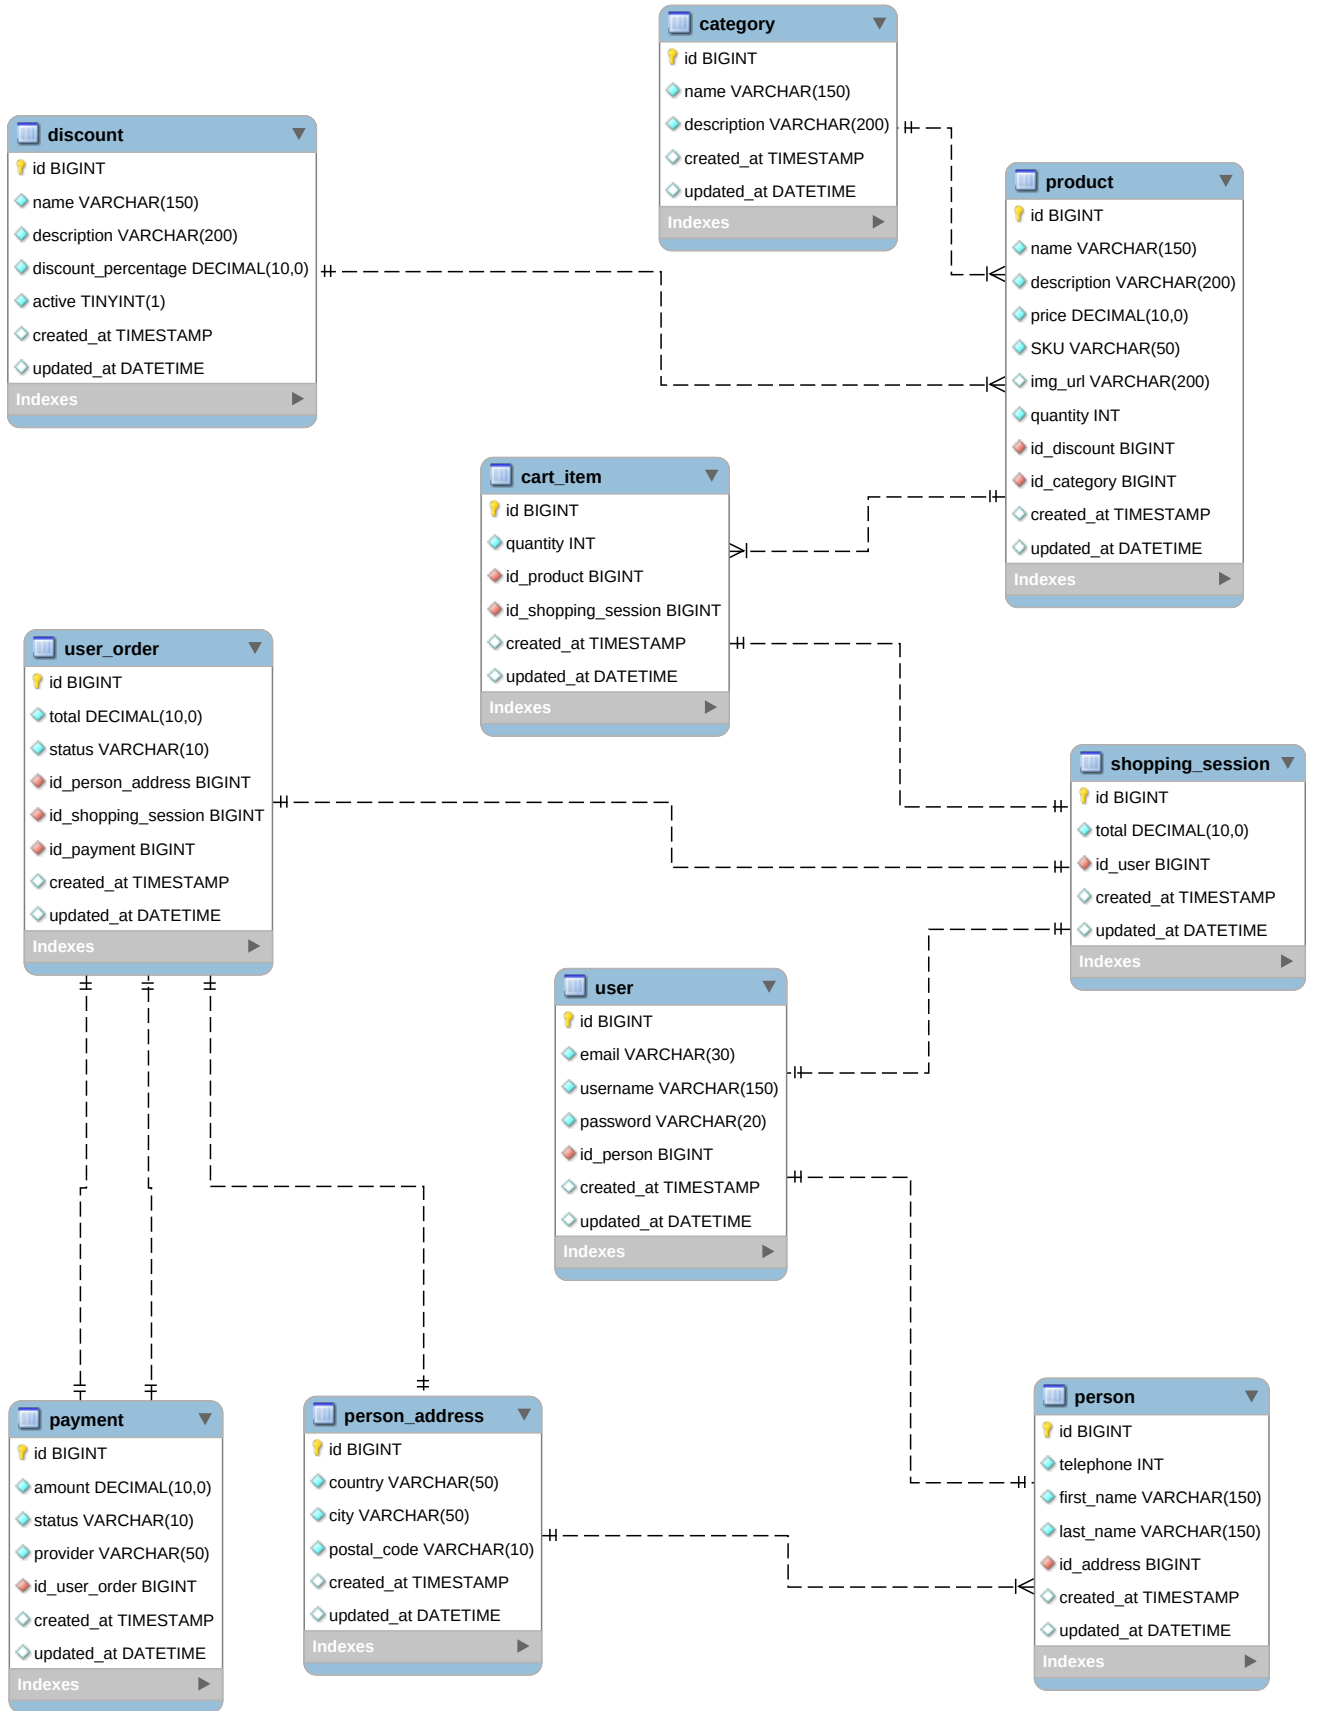 category
id BIGINT
name VARCHAR(150)
description VARCHAR(200)
created_at TIMESTAMP
updated_at DATETIME
Indexes
discount
id BIGINT
name VARCHAR(150)
description VARCHAR(200)
discount_percentage DECIMAL(10,0)
active TINYINT(1)
created_at TIMESTAMP
updated_at DATETIME
Indexes
product
id BIGINT
name VARCHAR(150)
description VARCHAR(200)
price DECIMAL(10,0)
SKU VARCHAR(50)
img_url VARCHAR(200)
quantity INT
id_discount BIGINT
id_category BIGINT
created_at TIMESTAMP
updated_at DATETIME
Indexes
cart_item
id BIGINT
quantity INT
id_product BIGINT
id_shopping_session BIGINT
created_at TIMESTAMP
updated_at DATETIME
Indexes
user_order
id BIGINT
total DECIMAL(10,0)
status VARCHAR(10)
id_person_address BIGINT
id_shopping_session BIGINT
id_payment BIGINT
created_at TIMESTAMP
updated_at DATETIME
Indexes
shopping_session
id BIGINT
total DECIMAL(10,0)
id_user BIGINT
created_at TIMESTAMP
updated_at DATETIME
Indexes
user
id BIGINT
email VARCHAR(30)
username VARCHAR(150)
password VARCHAR(20)
id_person BIGINT
created_at TIMESTAMP
updated_at DATETIME
Indexes
payment
id BIGINT
amount DECIMAL(10,0)
status VARCHAR(10)
provider VARCHAR(50)
id_user_order BIGINT
created_at TIMESTAMP
updated_at DATETIME
Indexes
person_address
id BIGINT
country VARCHAR(50)
city VARCHAR(50)
postal_code VARCHAR(10)
created_at TIMESTAMP
updated_at DATETIME
Indexes
person
id BIGINT
telephone INT
first_name VARCHAR(150)
last_name VARCHAR(150)
id_address BIGINT
created_at TIMESTAMP
updated_at DATETIME
Indexes